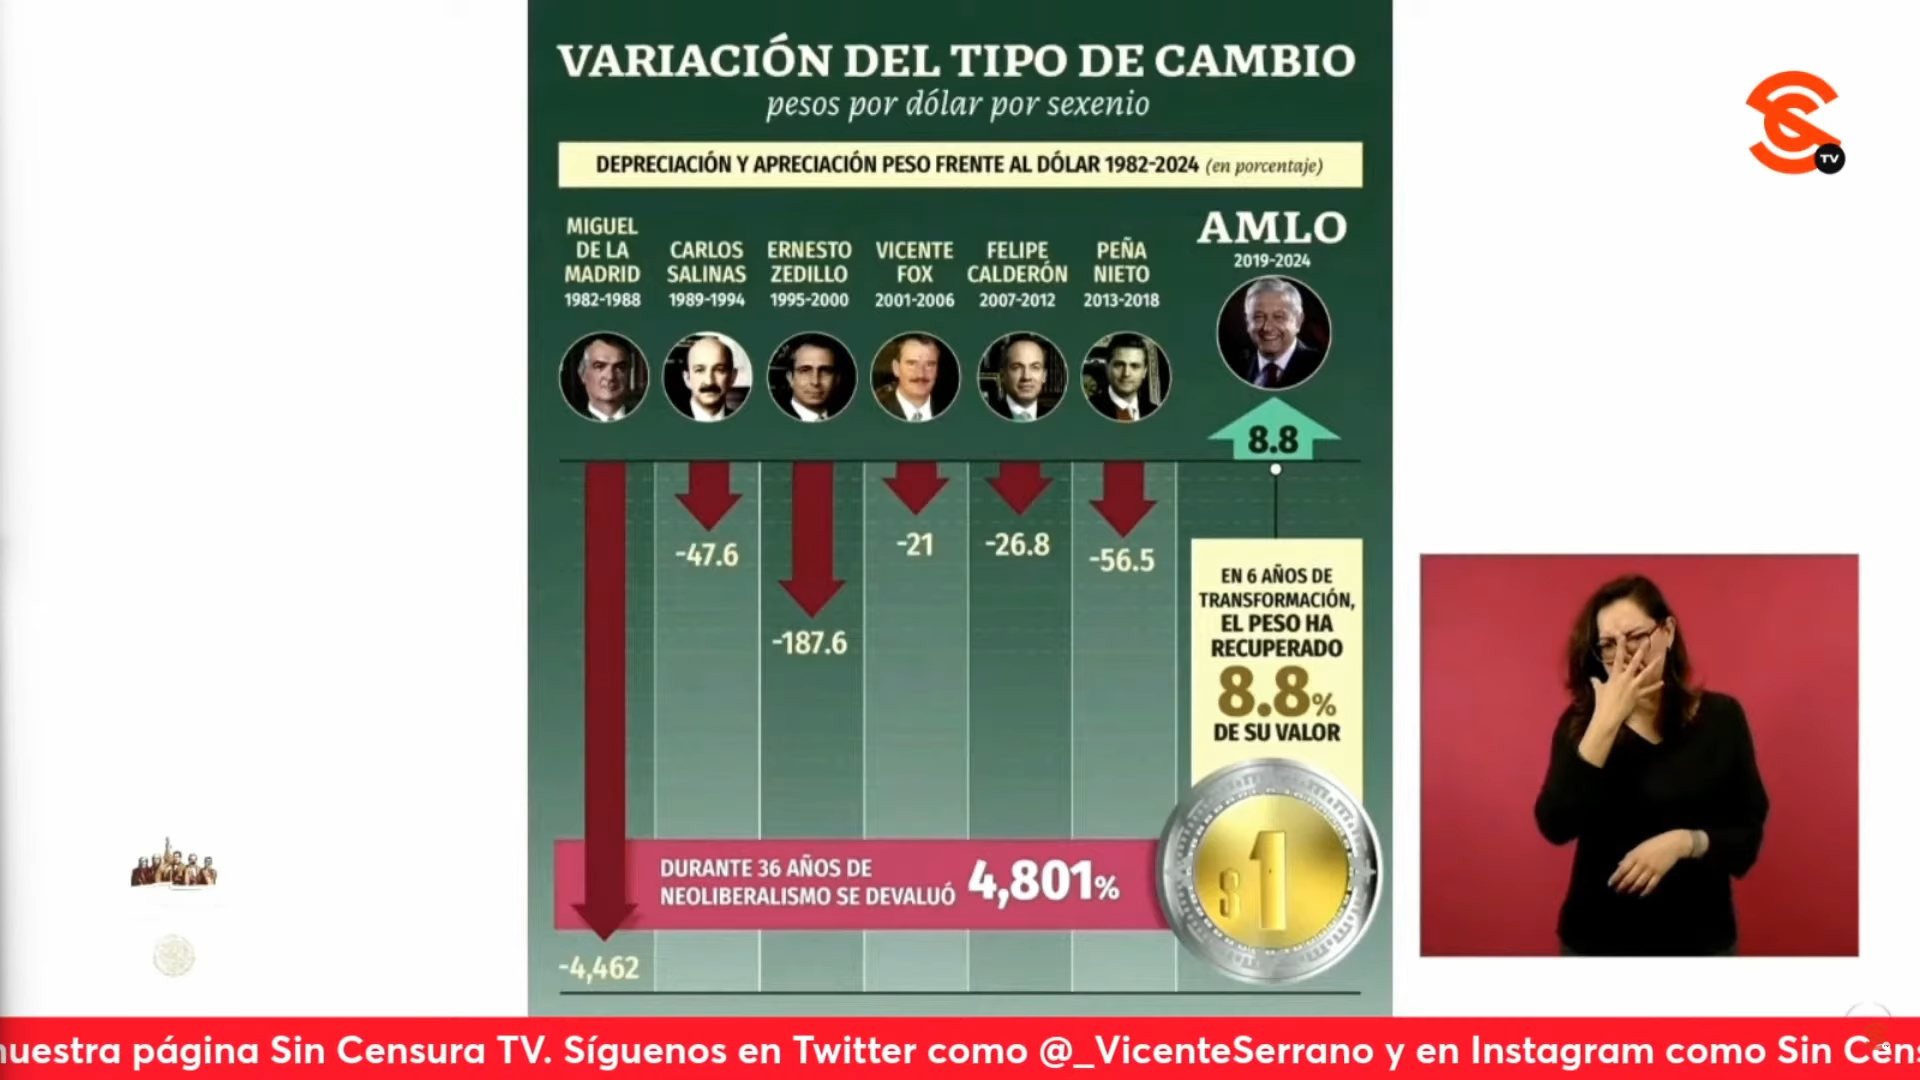 VARIACIÓN DEL TIPO DE CAMBIO
pesos por dólar por sexenio
DEPRECIACIÓN Y APRECIACIÓN PESO FRENTE AL DÓLAR 1982-2024 (en porcentaje)
MIGUEL
DE LA
MADRID
1982-1988
CARLOS
SALINAS
1989-1994
ERNESTO
ZEDILLO
1995-2000
VICENTE
FOX
2001-2006
FELIPE
CALDERÓN
2007-2012
PEÑA
NIETO
2013-2018
AMLO
2019-2024
8.8
-4,462
-47.6
-187.6
-21
-26.8
-56.5
EN 6 AÑOS DE
TRANSFORMACIÓN,
EL PESO HA
RECUPERADO
8.8%
DE SU VALOR
DURANTE 36 AÑOS DE
NEOLIBERALISMO SE DEVALUÓ 4,801%
$1
TV
nuestra página Sin Censura TV. Síguenos en Twitter como @_VicenteSerrano y en Instagram como Sin Cens